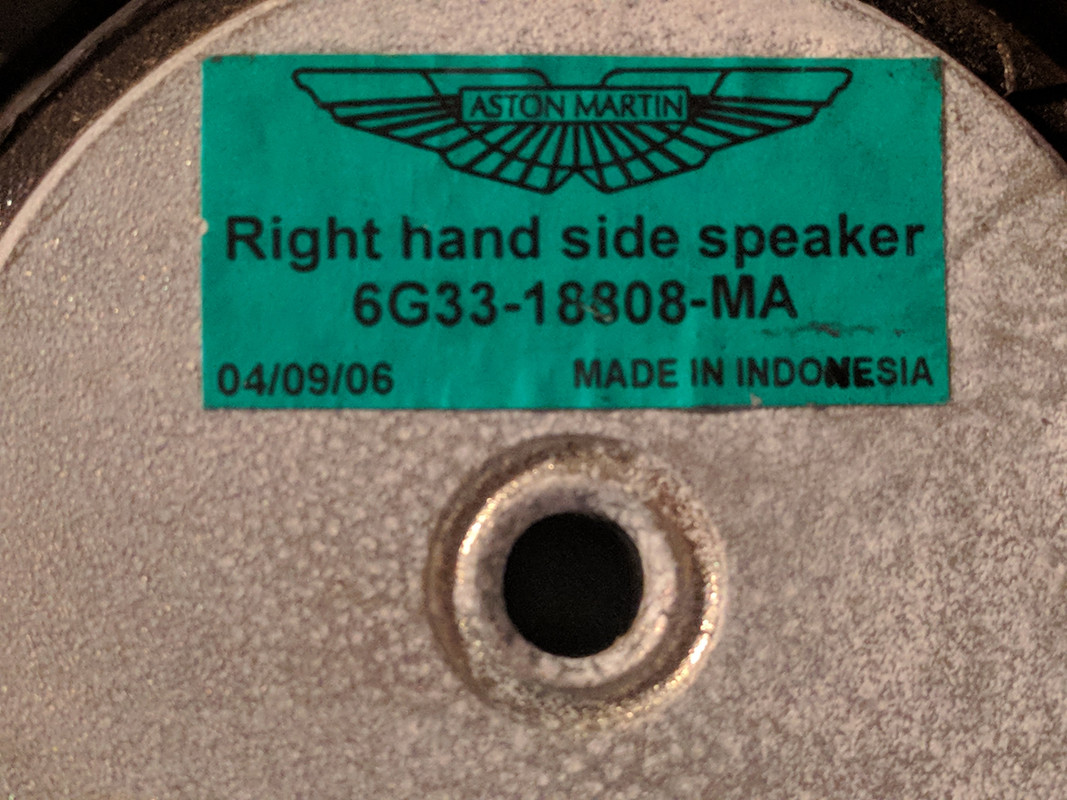 ASTON MARTIN
Right hand side speaker
6G33-18808-MA
04/09/06 MADE IN INDONESIA